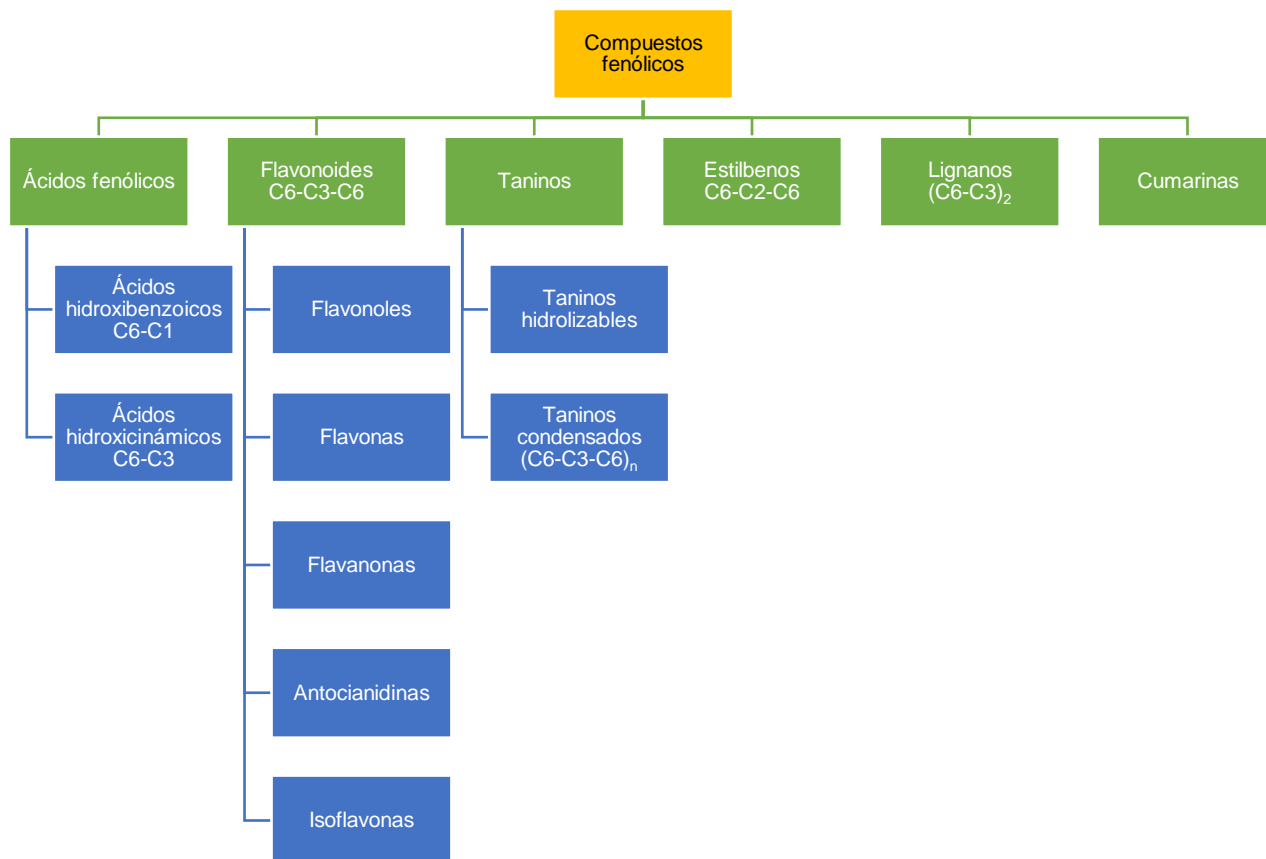 Compuestos
fenólicos
Ácidos fenólicos
Flavonoides
C6-C3-C6
Taninos
Estilbenos
C6-C2-C6
Lignanos
(C6-C3)₂
Cumarinas
Ácidos
hidroxibenzoicos
C6-C1
Ácidos
hidroxicinámicos
C6-C3
Flavonoles
Flavonas
Flavanonas
Antocianidinas
Isoflavonas
Taninos
hidrolizables
Taninos
condensados
(C6-C3-C6)ₙ